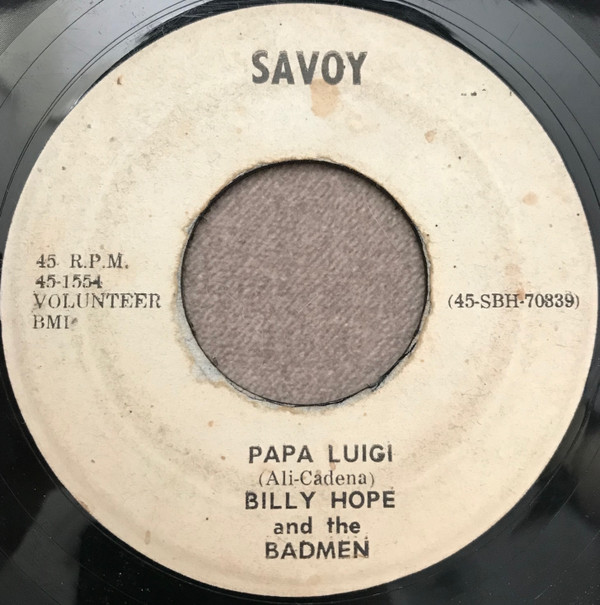 SAVOY
45 R.P.M.
45-1554
VOLUNTEER
BMI
(45-SBH-70839)
PAPA LUIGI
(Ali-Cadena)
BILLY HOPE
and the
BADMEN